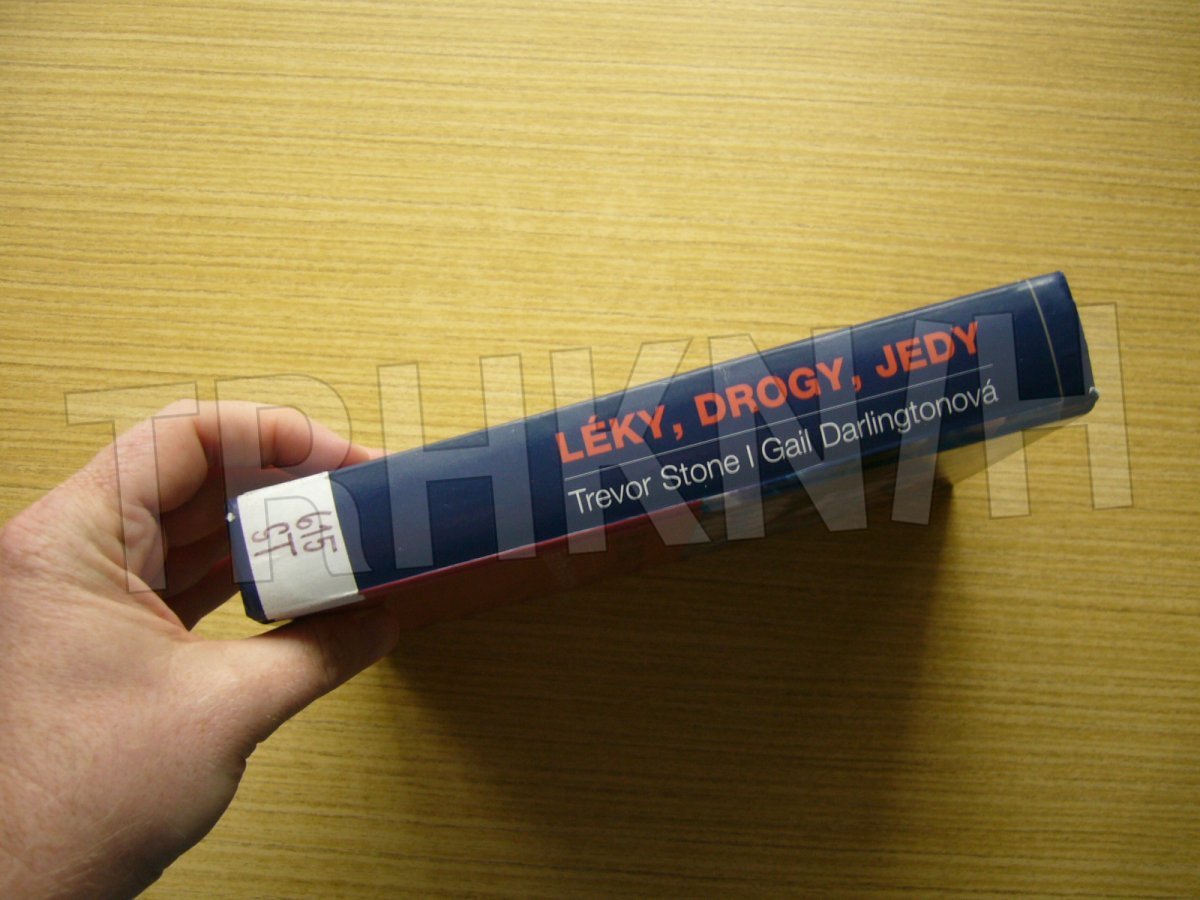 LÉKY, DROGY, JEDY
Trevor Stone I Gail Darlingtonová
615
ST
TRHKNIH